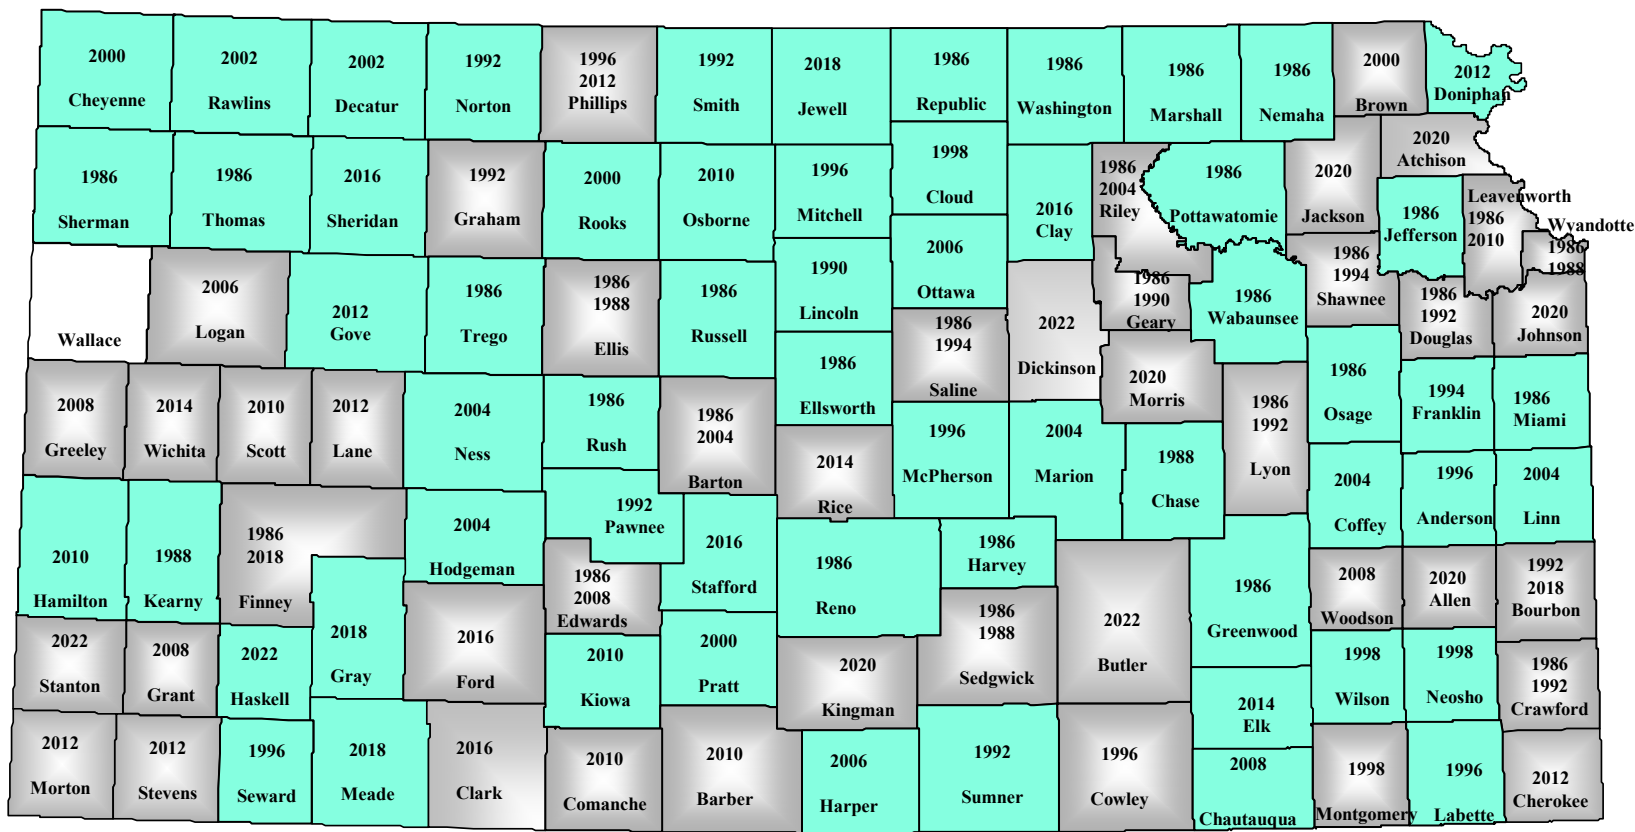 2000
Cheyenne
2002
Rawlins
2002
Decatur
1992
Norton
1996
2012
Phillips
1992
Smith
2018
Jewell
1986
Republic
1986
Washington
1986
Marshall
1986
Nemaha
2000
Brown
2012
Doniphan
1986
Sherman
1986
Thomas
2016
Sheridan
1992
Graham
2000
Rooks
2010
Osborne
1996
Mitchell
1998
Cloud
2016
Clay
1986
2004
Riley
1986
Pottawatomie
2020
Jackson
2020
Atchison
1986
Jefferson
Leavenworth
1986
2010
Wyandotte
1986
1988
Wallace
2006
Logan
2012
Gove
1986
Trego
1986
1988
Ellis
1986
Russell
1990
Lincoln
2006
Ottawa
1986
1994
Saline
2022
Dickinson
1986
1990
Geary
1986
Wabaunsee
1986
1994
Shawnee
1986
1992
Douglas
2020
Johnson
2008
Greeley
2014
Wichita
2010
Scott
2012
Lane
2004
Ness
1986
Rush
1986
2004
Barton
1986
Ellsworth
2014
Rice
1996
McPherson
2004
Marion
2020
Morris
1988
Chase
1986
1992
Lyon
1986
Osage
1994
Franklin
1986
Miami
2010
Hamilton
1988
Kearny
1986
2018
Finney
2004
Hodgeman
1992
Pawnee
1986
2008
Edwards
2016
Stafford
1986
Reno
1986
Harvey
1986
1988
Sedgwick
2022
Butler
1986
Greenwood
2004
Coffey
1996
Anderson
2004
Linn
2008
Woodson
2020
Allen
1992
2018
Bourbon
2022
Stanton
2008
Grant
2022
Haskell
2018
Gray
2016
Ford
2010
Kiowa
2000
Pratt
2020
Kingman
2014
Elk
1998
Wilson
1998
Neosho
1986
1992
Crawford
2012
Morton
2012
Stevens
1996
Seward
2018
Meade
2016
Clark
2010
Comanche
2010
Barber
2006
Harper
1992
Sumner
1996
Cowley
2008
Chautauqua
1998
Montgomery
1996
Labette
2012
Cherokee